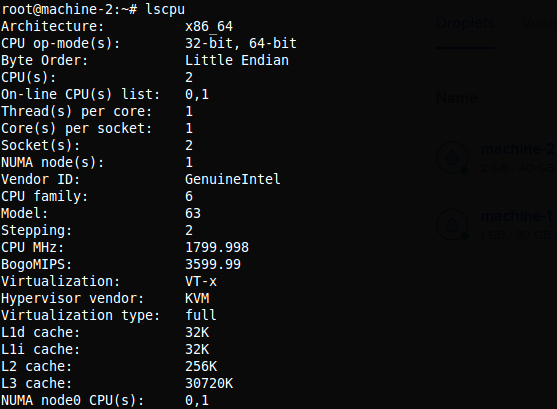 root@machine-2:~# lscpu
Architecture: x86_64
CPU op-mode(s): 32-bit, 64-bit
Byte Order: Little Endian
CPU(s): 2
On-line CPU(s) list: 0,1
Thread(s) per core: 1
Core(s) per socket: 1
Socket(s): 2
NUMA node(s): 1
Vendor ID: GenuineIntel
CPU family: 6
Model: 63
Stepping: 2
CPU MHz: 1799.998
BogoMIPS: 3599.99
Virtualization: VT-x
Hypervisor vendor: KVM
Virtualization type: full
L1d cache: 32K
L1i cache: 32K
L2 cache: 256K
L3 cache: 30720K
NUMA node0 CPU(s): 0,1
Droplets
Name
machine-2
machine-1